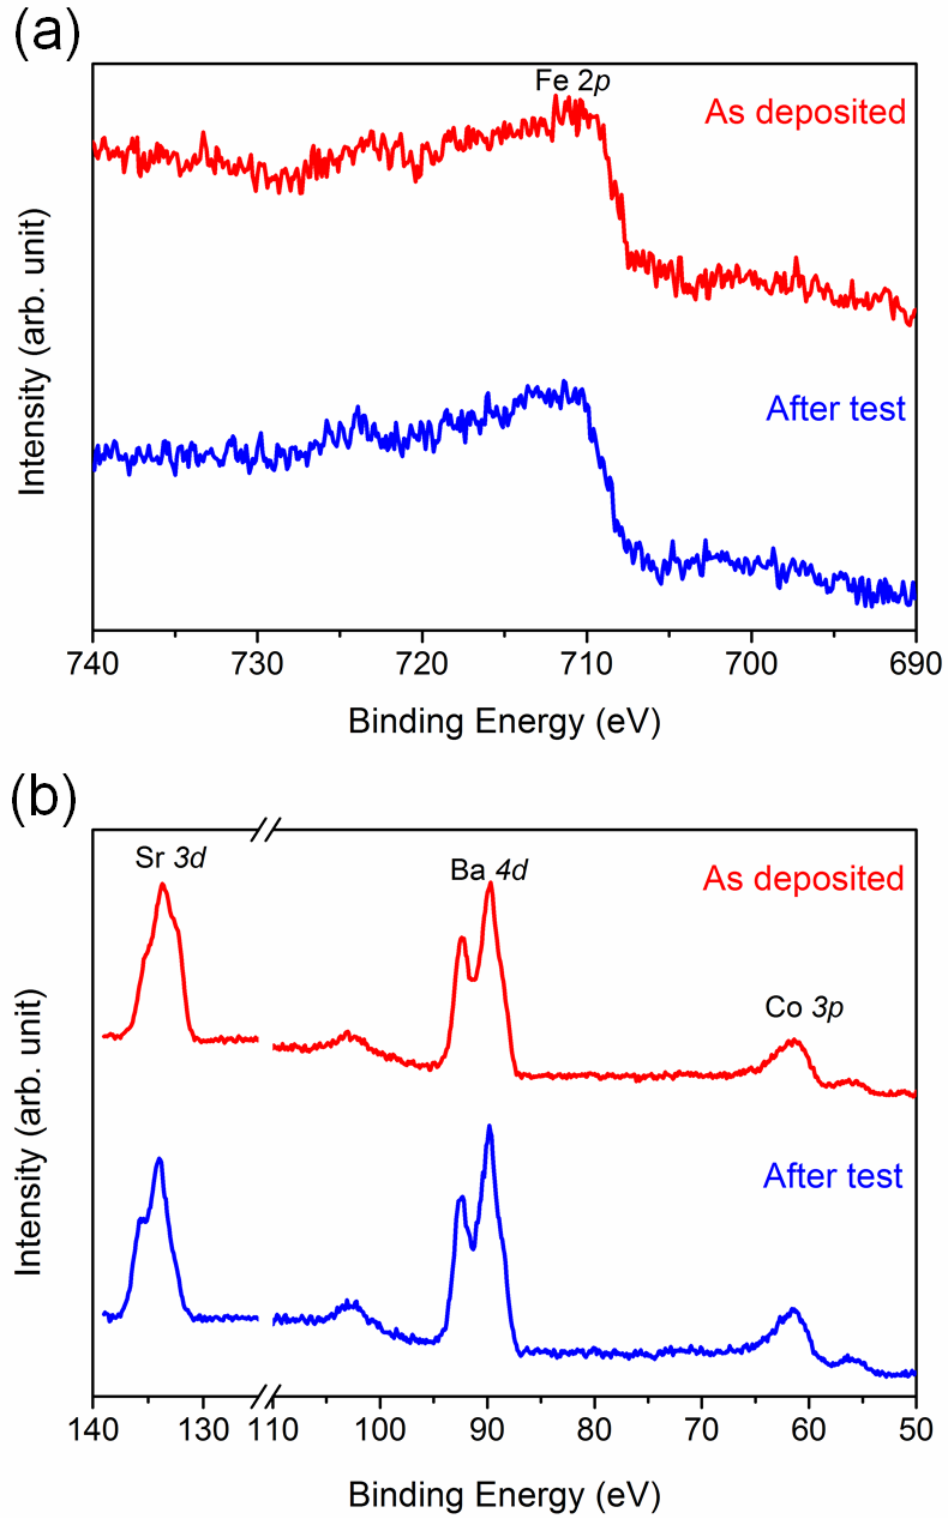 (a)
Fe 2p
As deposited
After test
Intensity (arb. unit)
740 730 720 710 700 690
Binding Energy (eV)
(b)
Sr 3d
Ba 4d
As deposited
Co 3p
After test
Intensity (arb. unit)
140 130 110 100 90 80 70 60 50
Binding Energy (eV)